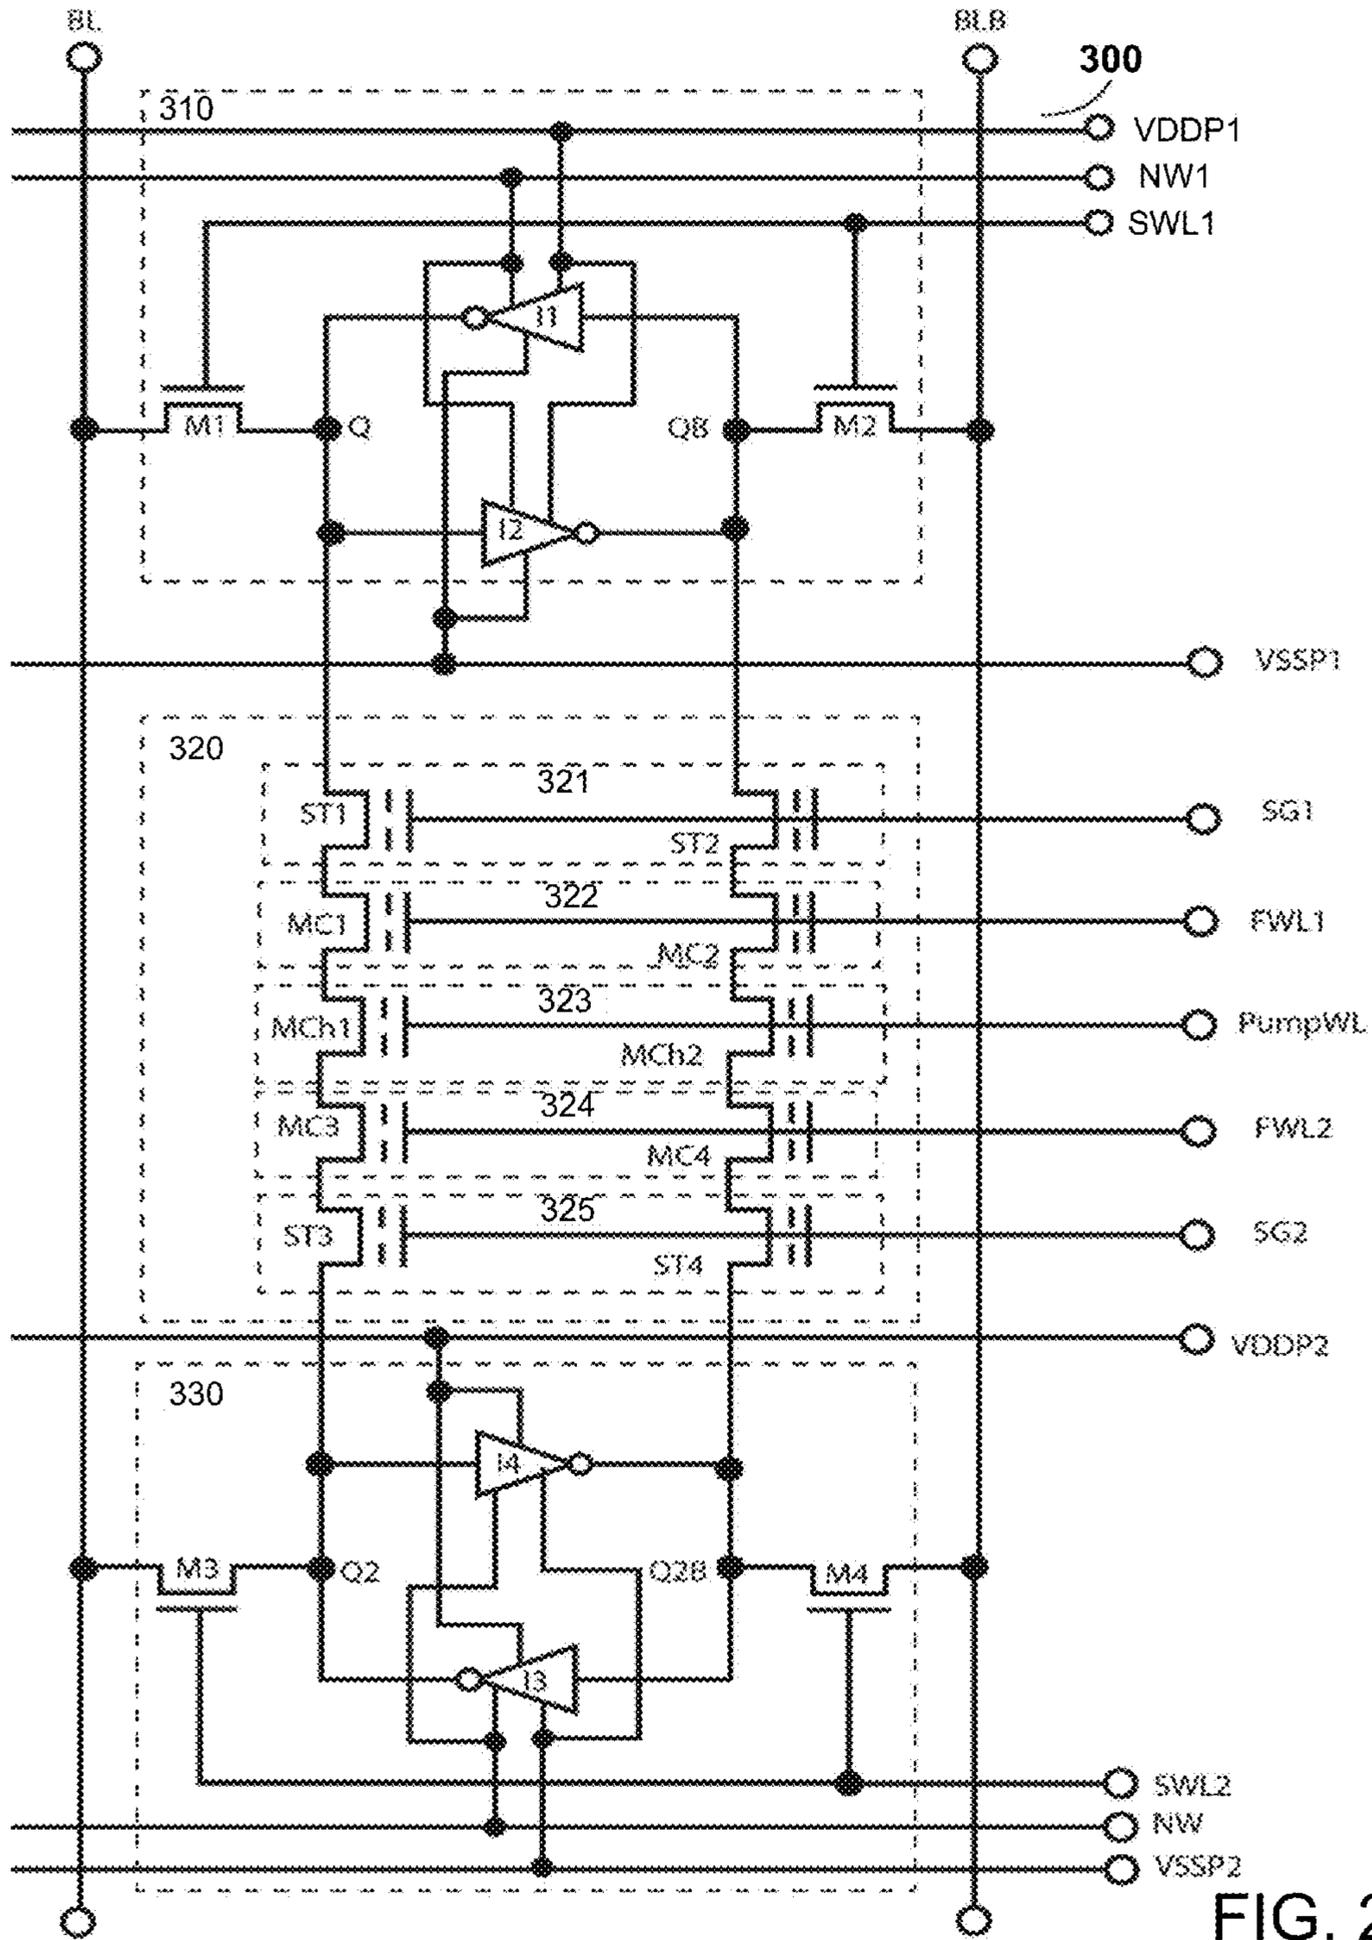 BL
BLB
300
310
VDDP1
NW1
SWL1
I1
M1
Q
QB
M2
I2
VSSP1
320
321
ST1
ST2
SG1
322
MC1
MC2
FWL1
323
MCh1
MCh2
PumpWL
324
MC3
MC4
FWL2
325
ST3
ST4
SG2
VDDP2
330
I4
M3
Q2
Q2B
M4
I3
SWL2
NW
VSSP2
FIG. 2